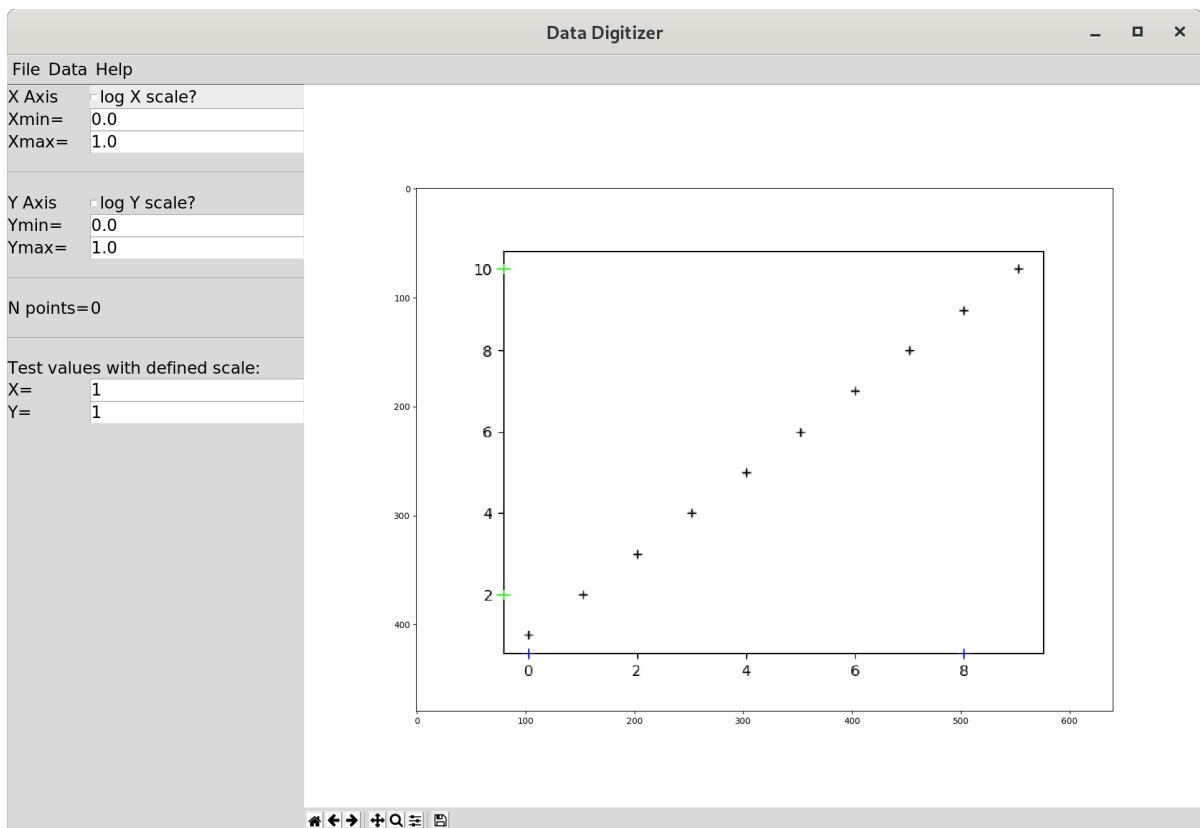 Data Digitizer
File Data Help
X Axis log X scale?
Xmin= 0.0
Xmax= 1.0
Y Axis log Y scale?
Ymin= 0.0
Ymax= 1.0
N points=0
Test values with defined scale:
X= 1
Y= 1
0
10
100
8
200
6
300
4
2
400
0 2 4 6 8
0 100 200 300 400 500 600